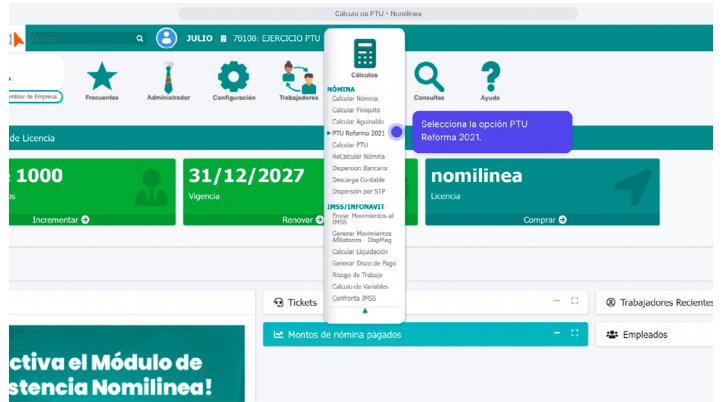 Cálculo de PTU - Nomilinea
Buscar
JULIO 78108: EJERCICIO PTU
Cambiar de Empresa
Frecuentes
Administrador
Configuración
Trabajadores
Cálculos
Consultas
Ayuda
NÓMINA
Calcular Nómina
Calcular Finiquito
Calcular Aguinaldo
PTU Reforma 2021
Calcular PTU
ReCalcular Nómina
Dispersion Bancaria
Descarga Contable
Dispersión por STP
IMSS/INFONAVIT
Enviar Movimientos al
IMSS
Generar Movimientos
Afiliatorios - DispMag
Calcular Liquidación
Generar Disco de Pago
Riesgo de Trabajo
Calculo de Variables
Confronta IMSS
Selecciona la opción PTU
Reforma 2021.
de Licencia
1000
os
Incrementar
31/12/2027
Vigencia
Renovar
nomilinea
Licencia
Comprar
Tickets
Trabajadores Recientes
Montos de nómina pagados
Empleados
ctiva el Módulo de
stencia Nomilinea!